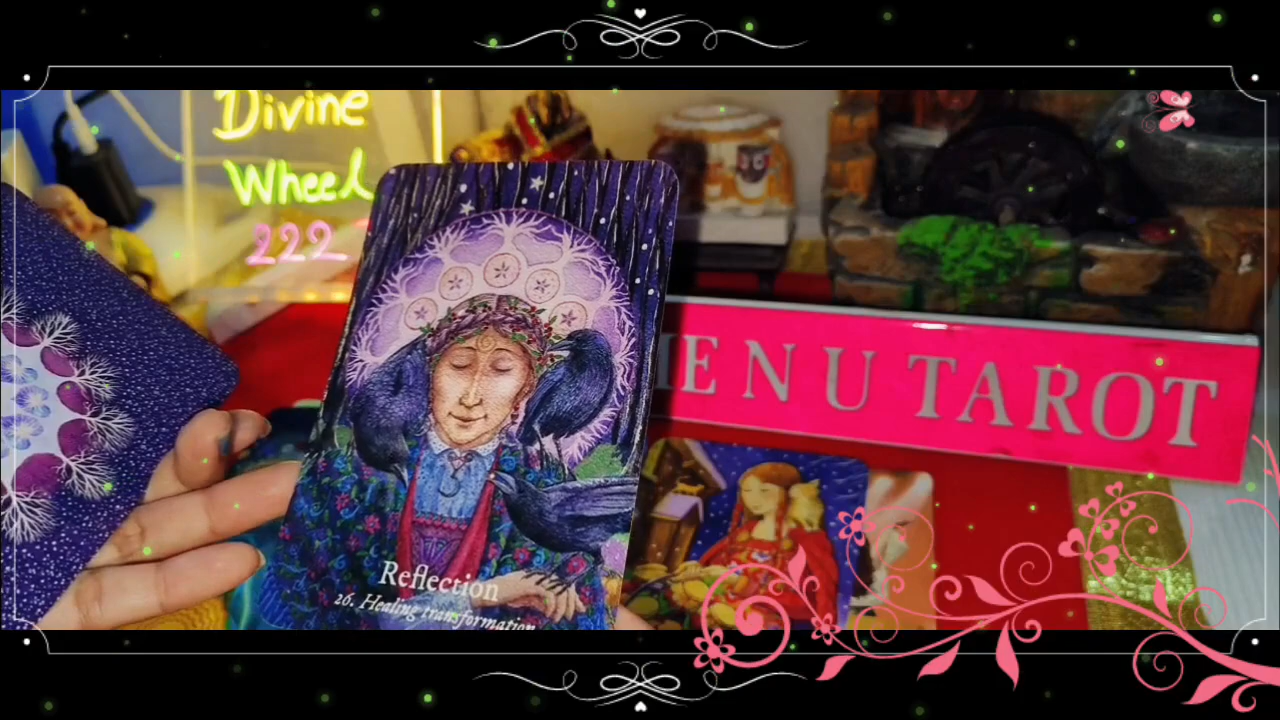 Divine
Wheel
222
E N U TAROT
Reflection
26. Healing transformation